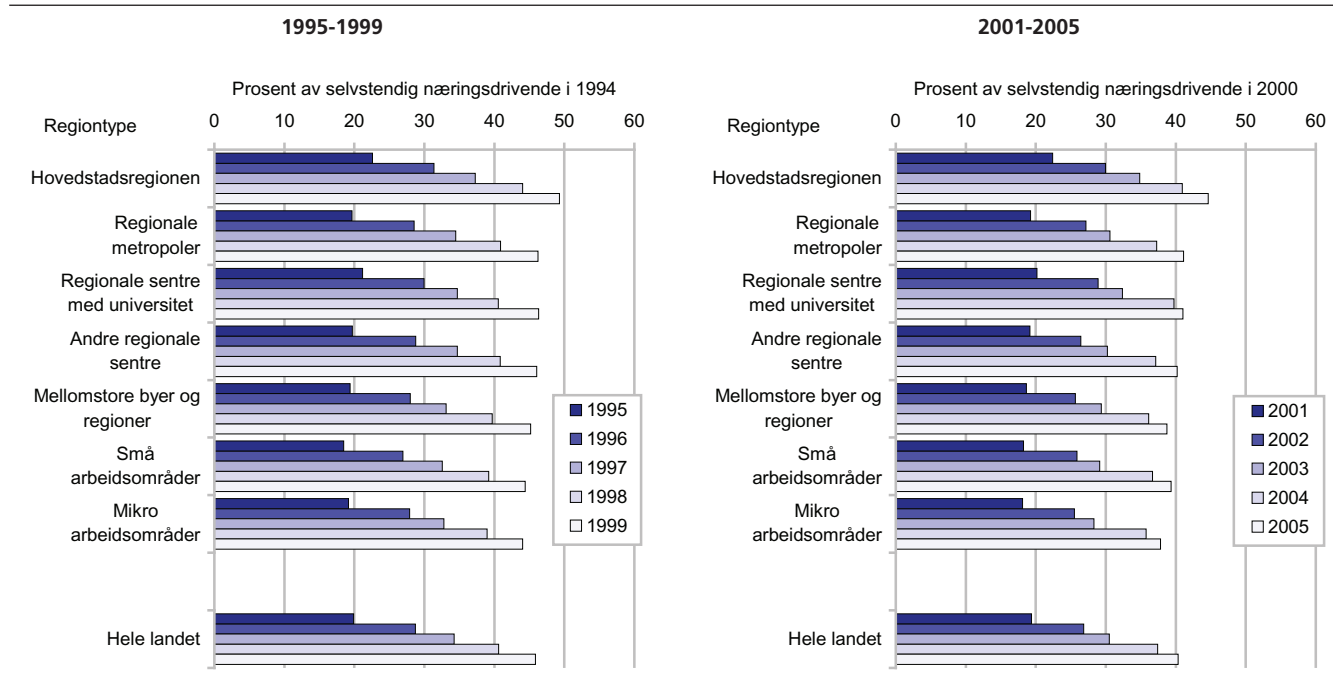 1995-1999
Prosent av selvstendig næringsdrivende i 1994
Regiontype
0 10 20 30 40 50 60
Hovedstadsregionen
Regionale
metropoler
Regionale sentre
med universitet
Andre regionale
sentre
Mellomstore byer og
regioner
Små
arbeidsområder
Mikro
arbeidsområder
Hele landet
1995
1996
1997
1998
1999
2001-2005
Prosent av selvstendig næringsdrivende i 2000
Regiontype
0 10 20 30 40 50 60
Hovedstadsregionen
Regionale
metropoler
Regionale sentre
med universitet
Andre regionale
sentre
Mellomstore byer og
regioner
Små
arbeidsområder
Mikro
arbeidsområder
Hele landet
2001
2002
2003
2004
2005